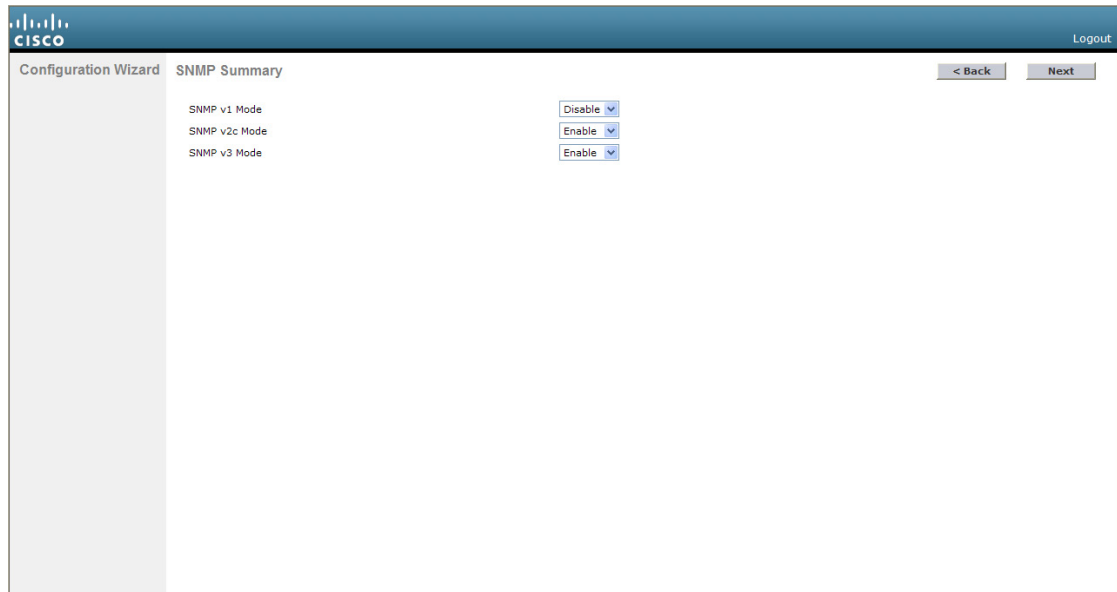 CISCO
Logout
Configuration Wizard
SNMP Summary
< Back
Next
SNMP v1 Mode
Disable
SNMP v2c Mode
Enable
SNMP v3 Mode
Enable